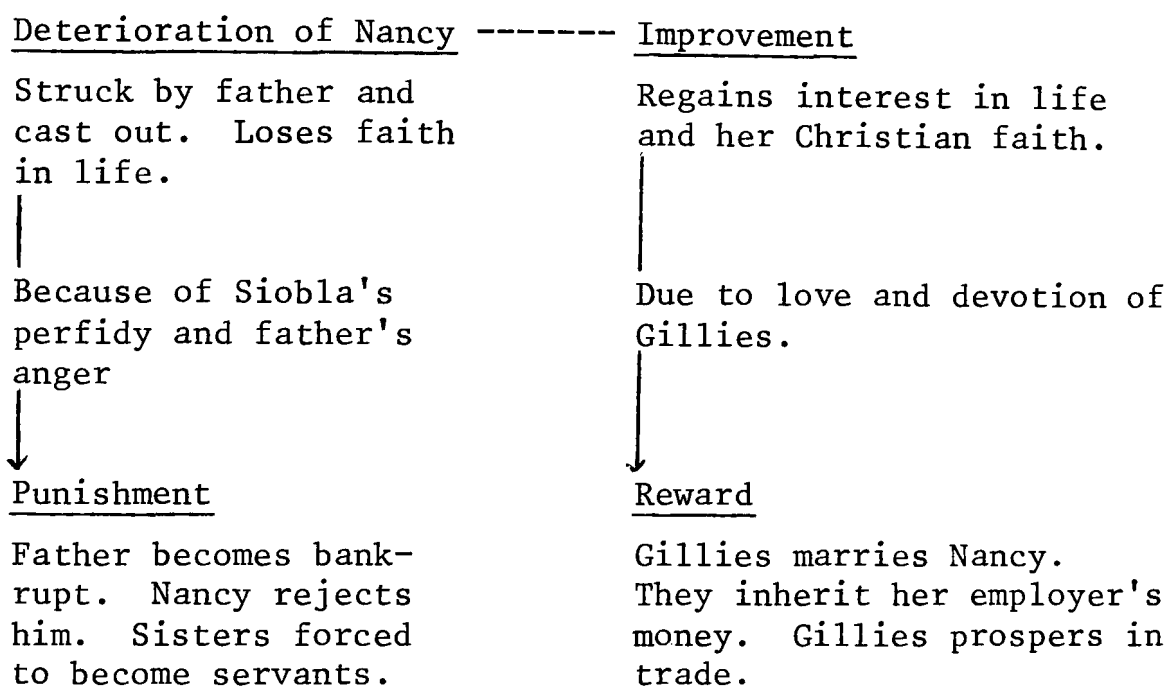 Deterioration of Nancy ------- Improvement
Struck by father and
cast out. Loses faith
in life.
Regains interest in life
and her Christian faith.
Because of Siobla's
perfidy and father's
anger
Due to love and devotion of
Gillies.
Punishment
Father becomes bank-
rupt. Nancy rejects
him. Sisters forced
to become servants.
Reward
Gillies marries Nancy.
They inherit her employer's
money. Gillies prospers in
trade.